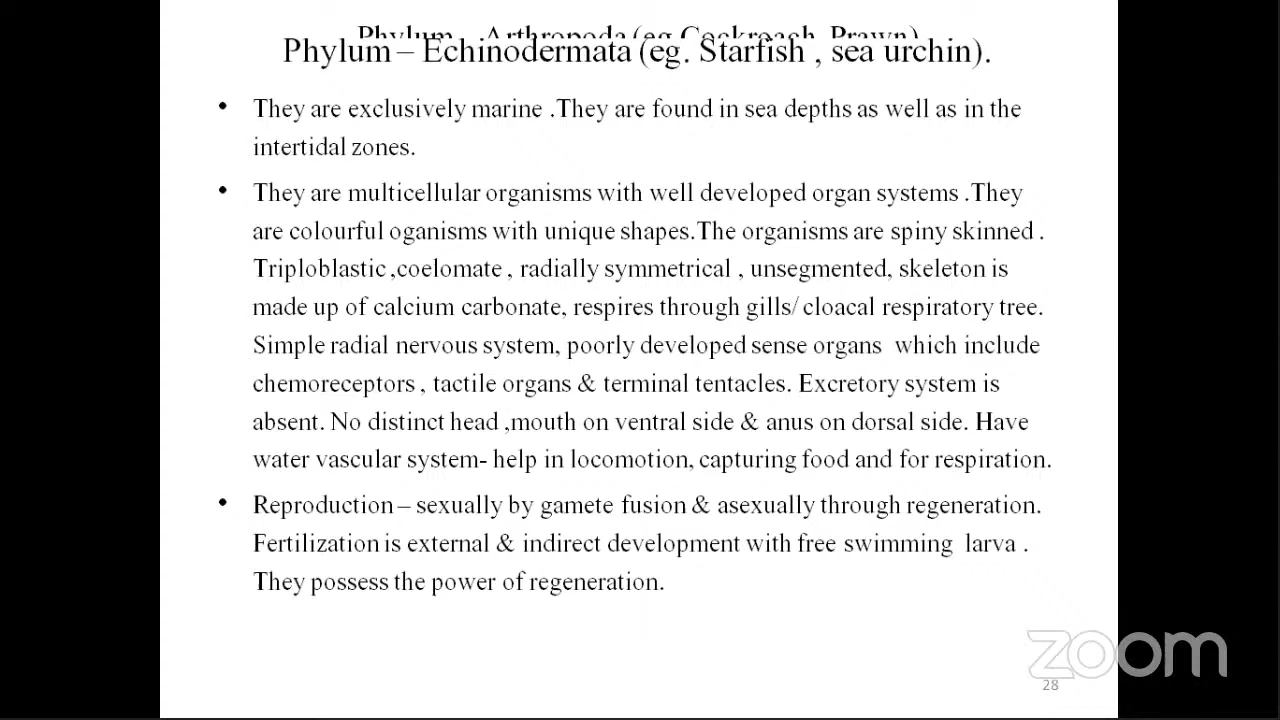 Phylum – Arthropoda (eg Cockroach, Prawn)
Phylum – Echinodermata (eg. Starfish , sea urchin).
• They are exclusively marine .They are found in sea depths as well as in the
intertidal zones.
• They are multicellular organisms with well developed organ systems .They
are colourful oganisms with unique shapes.The organisms are spiny skinned .
Triploblastic ,coelomate , radially symmetrical , unsegmented, skeleton is
made up of calcium carbonate, respires through gills/ cloacal respiratory tree.
Simple radial nervous system, poorly developed sense organs which include
chemoreceptors , tactile organs & terminal tentacles. Excretory system is
absent. No distinct head ,mouth on ventral side & anus on dorsal side. Have
water vascular system- help in locomotion, capturing food and for respiration.
• Reproduction – sexually by gamete fusion & asexually through regeneration.
Fertilization is external & indirect development with free swimming larva .
They possess the power of regeneration.
zoom
28